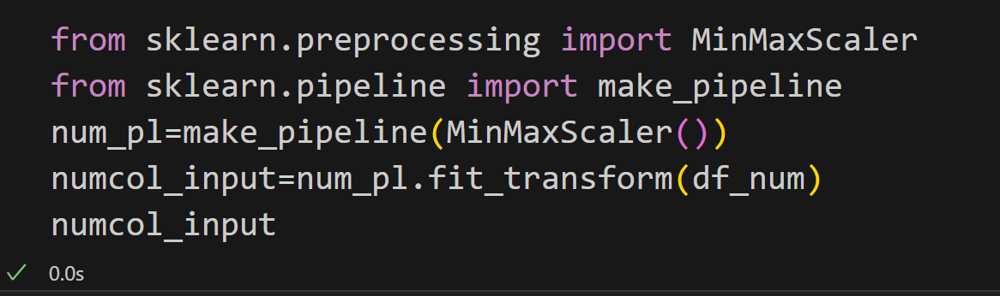 from sklearn.preprocessing import MinMaxScaler
from sklearn.pipeline import make_pipeline
num_pl=make_pipeline(MinMaxScaler())
numcol_input=num_pl.fit_transform(df_num)
numcol_input
0.0s